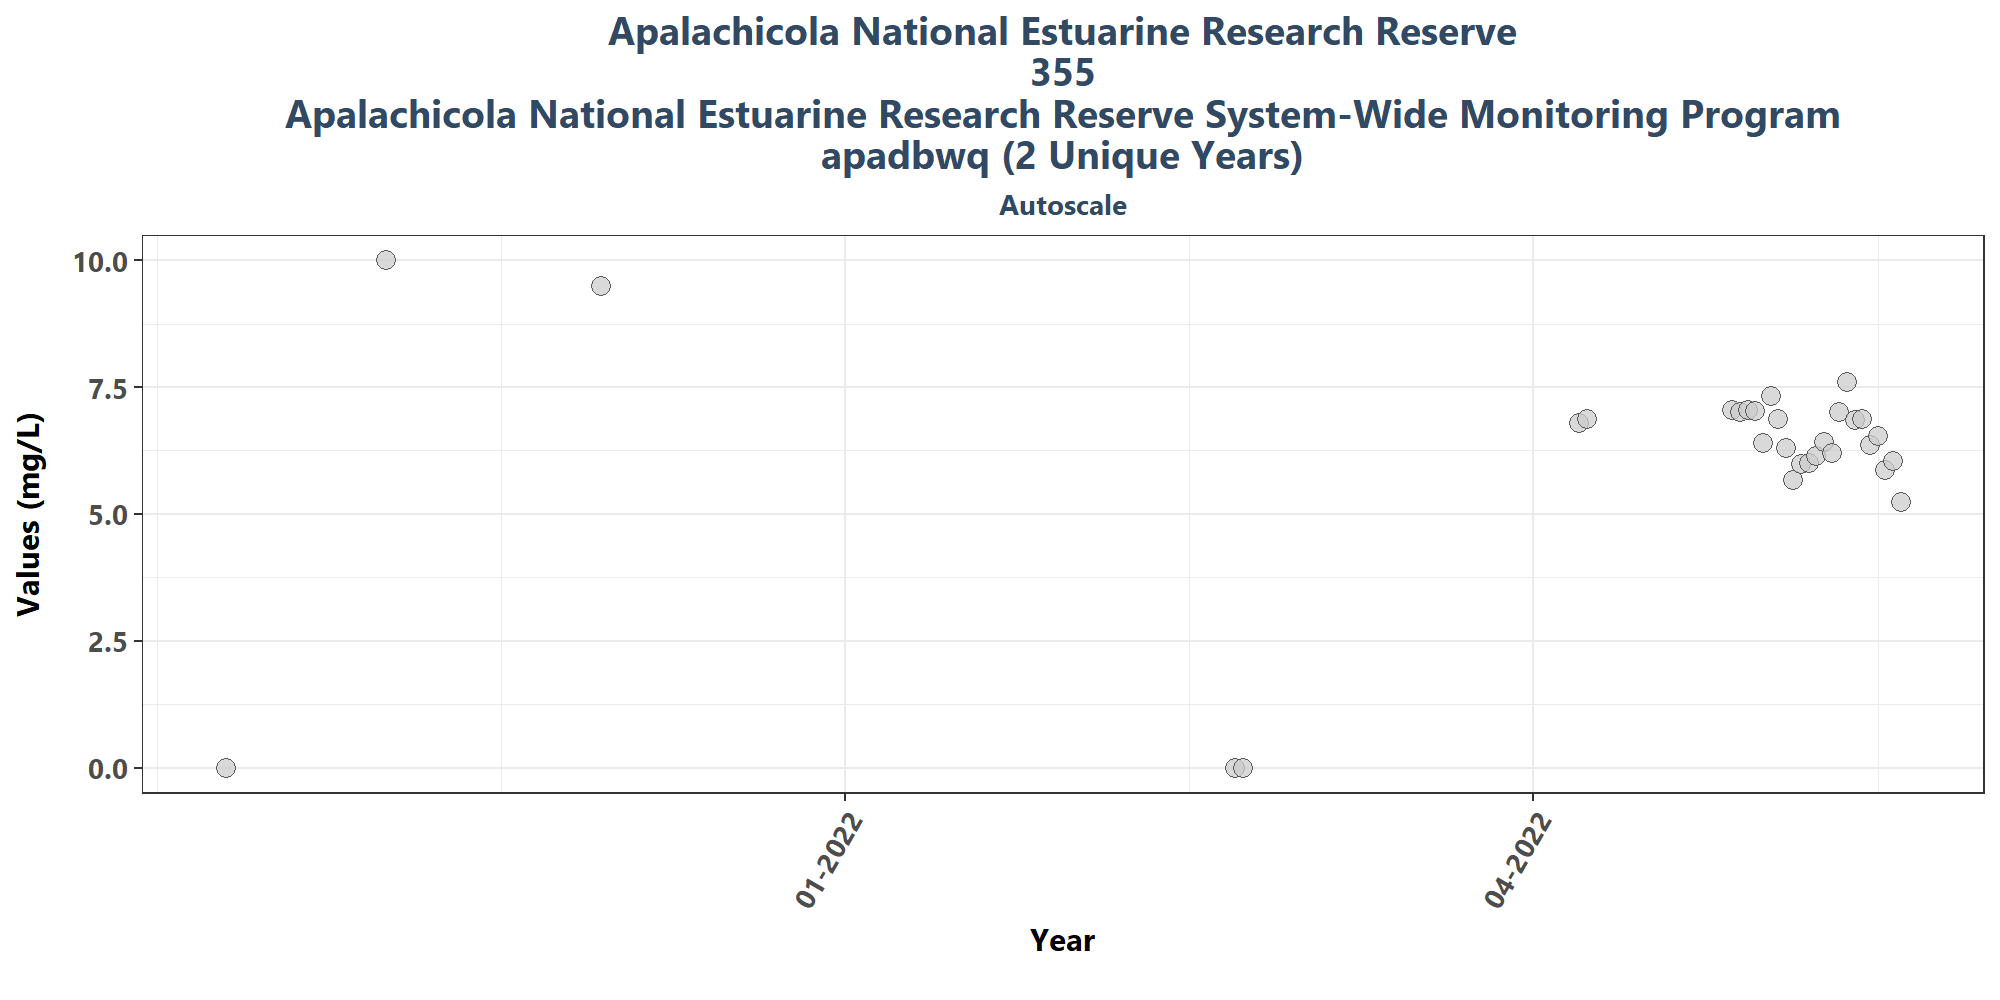 Apalachicola National Estuarine Research Reserve
355
Apalachicola National Estuarine Research Reserve System-Wide Monitoring Program
apadbwq (2 Unique Years)
Autoscale
Values (mg/L)
10.0
7.5
5.0
2.5
0.0
01-2022
04-2022
Year